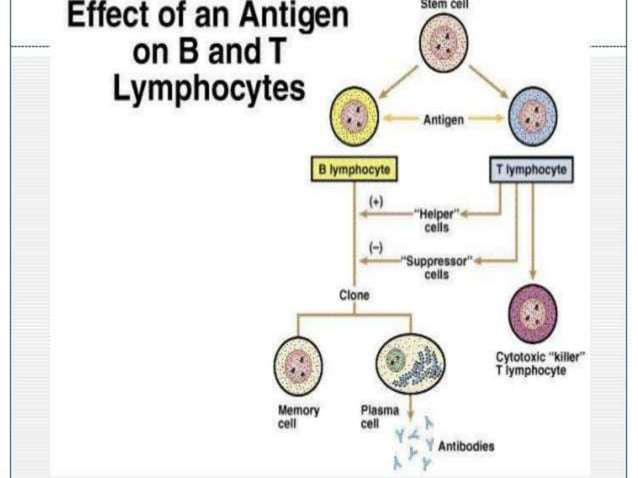 Effect of an Antigen
on B and T
Lymphocytes
Stem cell
Antigen
B lymphocyte
T lymphocyte
(+)
"Helper"
cells
(–)
"Suppressor"
cells
Clone
Cytotoxic "killer"
T lymphocyte
Memory
cell
Plasma
cell
Antibodies